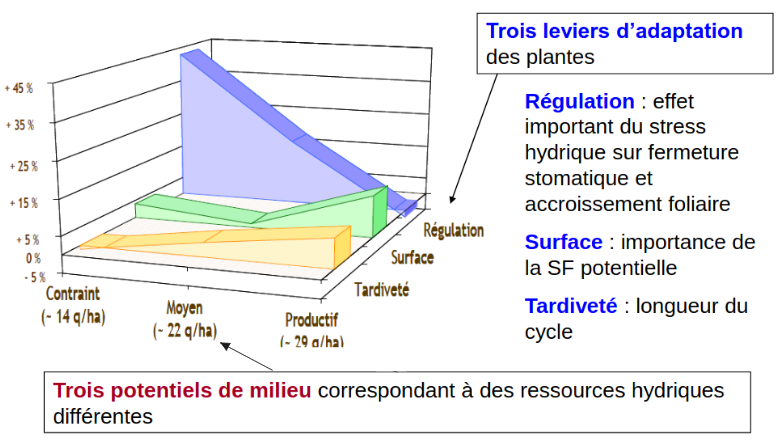 Trois leviers d’adaptation
des plantes
+ 45 %
+ 35 %
+ 25 %
+ 15 %
+ 5 %
0 %
- 5 %
Contraint
(~ 14 q/ha)
Moyen
(~ 22 q/ha)
Productif
(~ 29 q/ha)
Régulation
Surface
Tardiveté
Régulation : effet
important du stress
hydrique sur fermeture
stomatique et
accroissement foliaire
Surface : importance de
la SF potentielle
Tardiveté : longueur du
cycle
Trois potentiels de milieu correspondant à des ressources hydriques
différentes